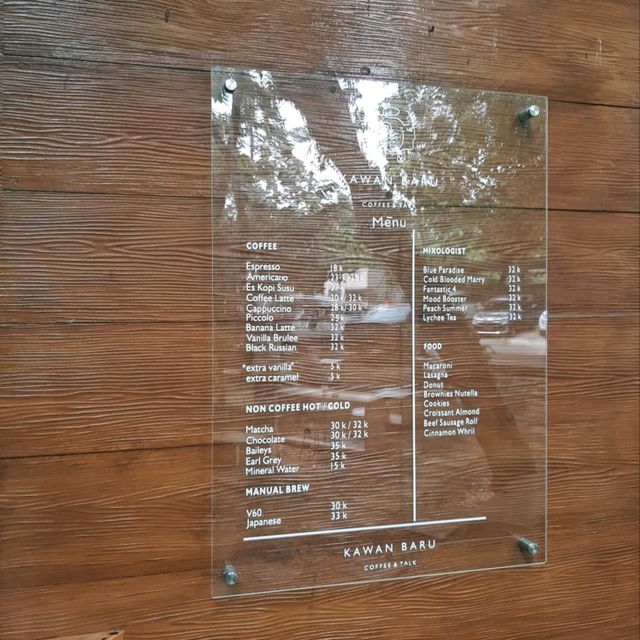 KAWAN BARU
COFFEE & TALK
Menu
COFFEE
Espresso 18 k
Americano
Es Kopi Susu
Coffee Latte 30 k / 32 k
Cappuccino 28 k / 30 k
Piccolo
Banana Latte 32 k
Vanilla Brulee 32 k
Black Russian 32 k
"extra vanilla" 5 k
extra caramel 5 k
NON COFFEE HOT / COLD
Matcha 30 k / 32 k
Chocolate 30 k / 32 k
Baileys 35 k
Earl Grey 35 k
Mineral Water 15 k
MANUAL BREW
V60 30 k
Japanese 33 k
MIXOLOGIST
Blue Paradise 32 k
Cold Blooded Marry 32 k
Fantastic 4 32 k
Mood Booster 32 k
Peach Summer 32 k
Lychee Tea 32 k
FOOD
Macaroni
Lasagna
Donut
Brownies Nutella
Cookies
Croissant Almond
Beef Sausage Roll
Cinnamon Whril
KAWAN BARU
COFFEE & TALK